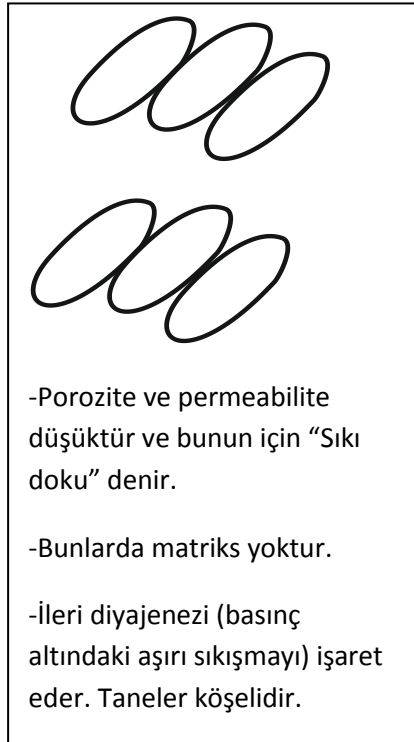 -Porozite ve permeabilite
düşüktür ve bunun için “Sıkı
doku” denir.
-Bunlarda matriks yoktur.
-İleri diyajenezi (basınç
altındaki aşırı sıkışmayı) işaret
eder. Taneler köşelidir.